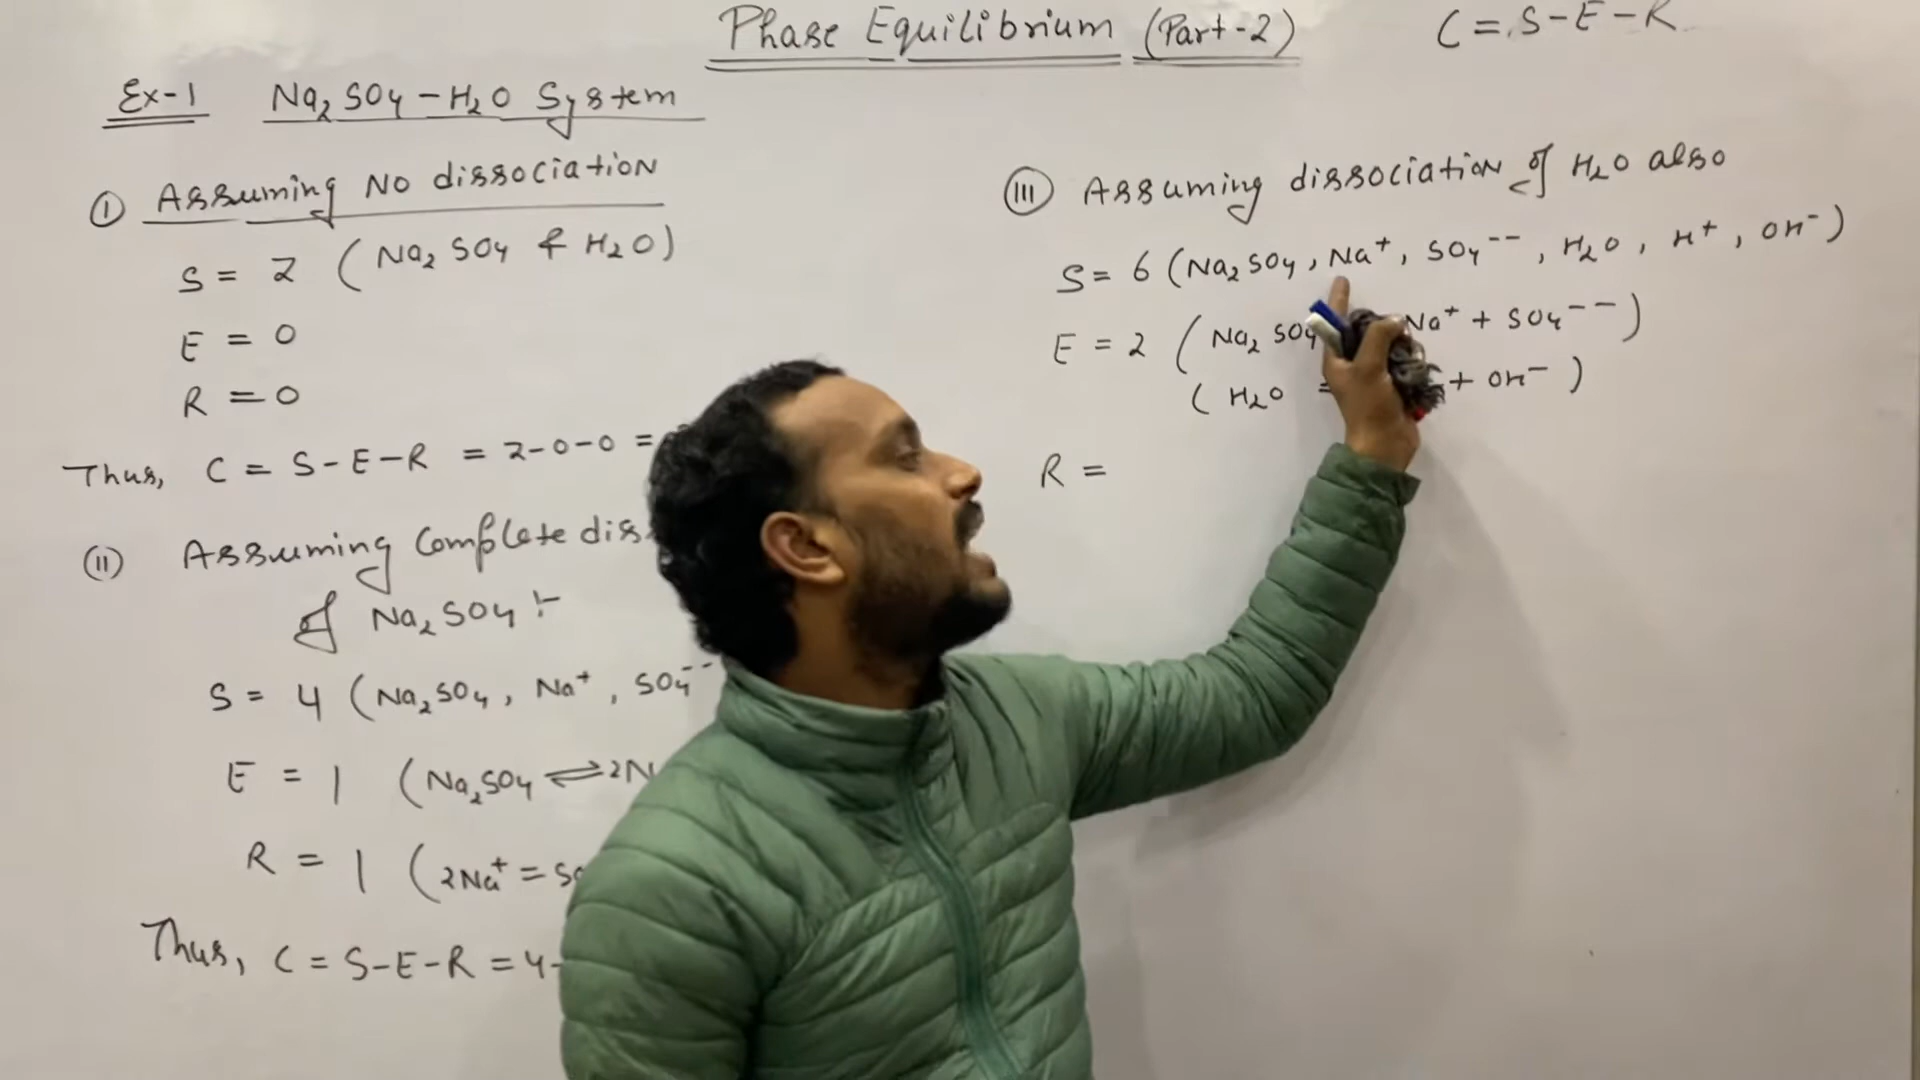 Phase Equilibrium (Part-2)
C = S-E-R
Ex-1 Na₂SO₄-H₂O System
① Assuming No dissociation
S = 2 (Na₂SO₄ & H₂O)
E = 0
R = 0
Thus, C = S-E-R = 2-0-0 =
(II) Assuming Complete
of Na₂SO₄ :-
S = 4 (Na₂SO₄, Na⁺, SO₄⁻⁻
E = 1 (Na₂SO₄ ⇌ 2N
R = 1 (2Na⁺ =
Thus, C = S-E-R = 4-
(III) Assuming dissociation of H₂O also
S = 6 (Na₂SO₄, Na⁺, SO₄⁻⁻, H₂O, H⁺, OH⁻)
E = 2 (Na₂SO₄ Na⁺ + SO₄⁻⁻)
(H₂O + OH⁻)
R =